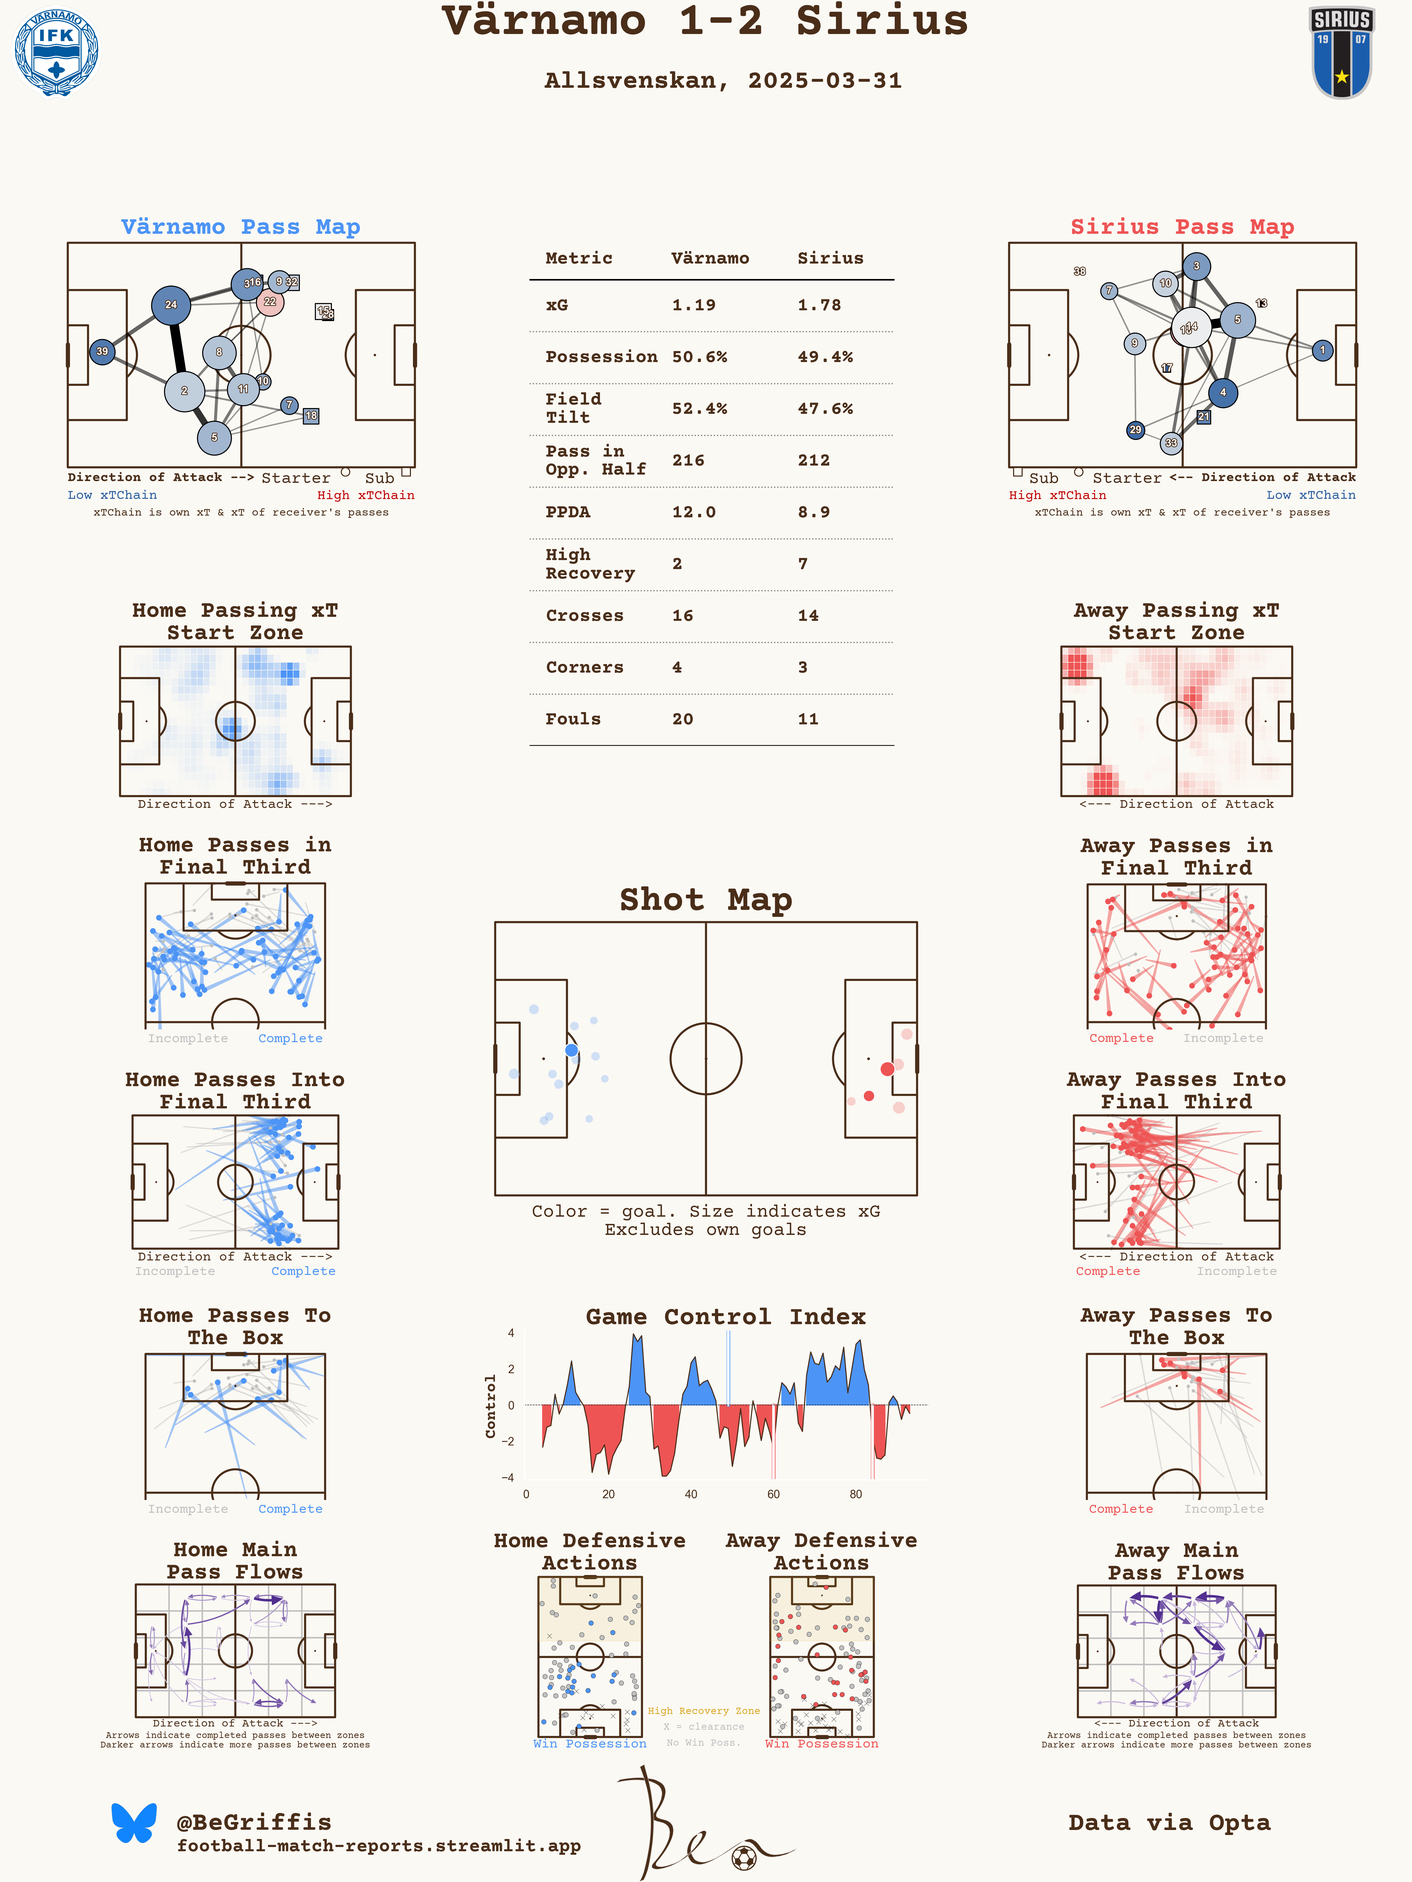 Värnamo 1-2 Sirius
Allsvenskan, 2025-03-31
VÄRNAMO
IFK
SIRIUS
19 07
Värnamo Pass Map
39
24
2
5
8
11
10
3
16
9
32
22
7
18
Direction of Attack --> Starter Sub
Low xTChain High xTChain
xTChain is own xT & xT of receiver's passes
Metric Värnamo Sirius
xG 1.19 1.78
Possession 50.6% 49.4%
Field
Tilt 52.4% 47.6%
Pass in
Opp. Half 216 212
PPDA 12.0 8.9
High
Recovery 2 7
Crosses 16 14
Corners 4 3
Fouls 20 11
Sirius Pass Map
38
7
10
3
14
5
13
9
17
1
4
21
29
33
Sub Starter <-- Direction of Attack
High xTChain Low xTChain
xTChain is own xT & xT of receiver's passes
Home Passing xT
Start Zone
Direction of Attack --->
Away Passing xT
Start Zone
<--- Direction of Attack
Home Passes in
Final Third
Incomplete Complete
Away Passes in
Final Third
Complete Incomplete
Shot Map
Color = goal. Size indicates xG
Excludes own goals
Home Passes Into
Final Third
Direction of Attack --->
Incomplete Complete
Away Passes Into
Final Third
<--- Direction of Attack
Complete Incomplete
Home Passes To
The Box
Incomplete Complete
Game Control Index
Control
4
2
0
−2
−4
0 20 40 60 80
Away Passes To
The Box
Complete Incomplete
Home Main
Pass Flows
Direction of Attack --->
Arrows indicate completed passes between zones
Darker arrows indicate more passes between zones
Home Defensive
Actions
Win Possession
Away Defensive
Actions
Win Possession
High Recovery Zone
X = clearance
No Win Poss.
Away Main
Pass Flows
<--- Direction of Attack
Arrows indicate completed passes between zones
Darker arrows indicate more passes between zones
@BeGriffis
football-match-reports.streamlit.app
Ben
Data via Opta